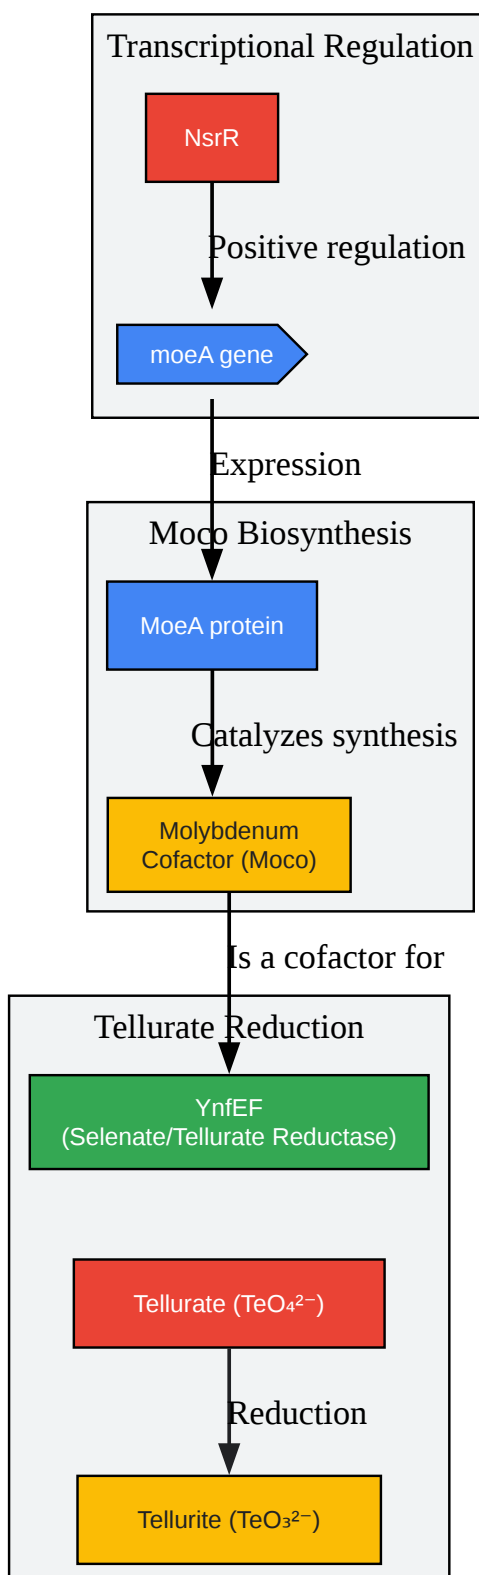 Transcriptional Regulation
NsrR
Positive regulation
moeA gene
Expression
Moco Biosynthesis
MoeA protein
Catalyzes synthesis
Molybdenum
Cofactor (Moco)
Is a cofactor for
Tellurate Reduction
YnfEF
(Selenate/Tellurate Reductase)
Tellurate (TeO₄²⁻)
Reduction
Tellurite (TeO₃²⁻)